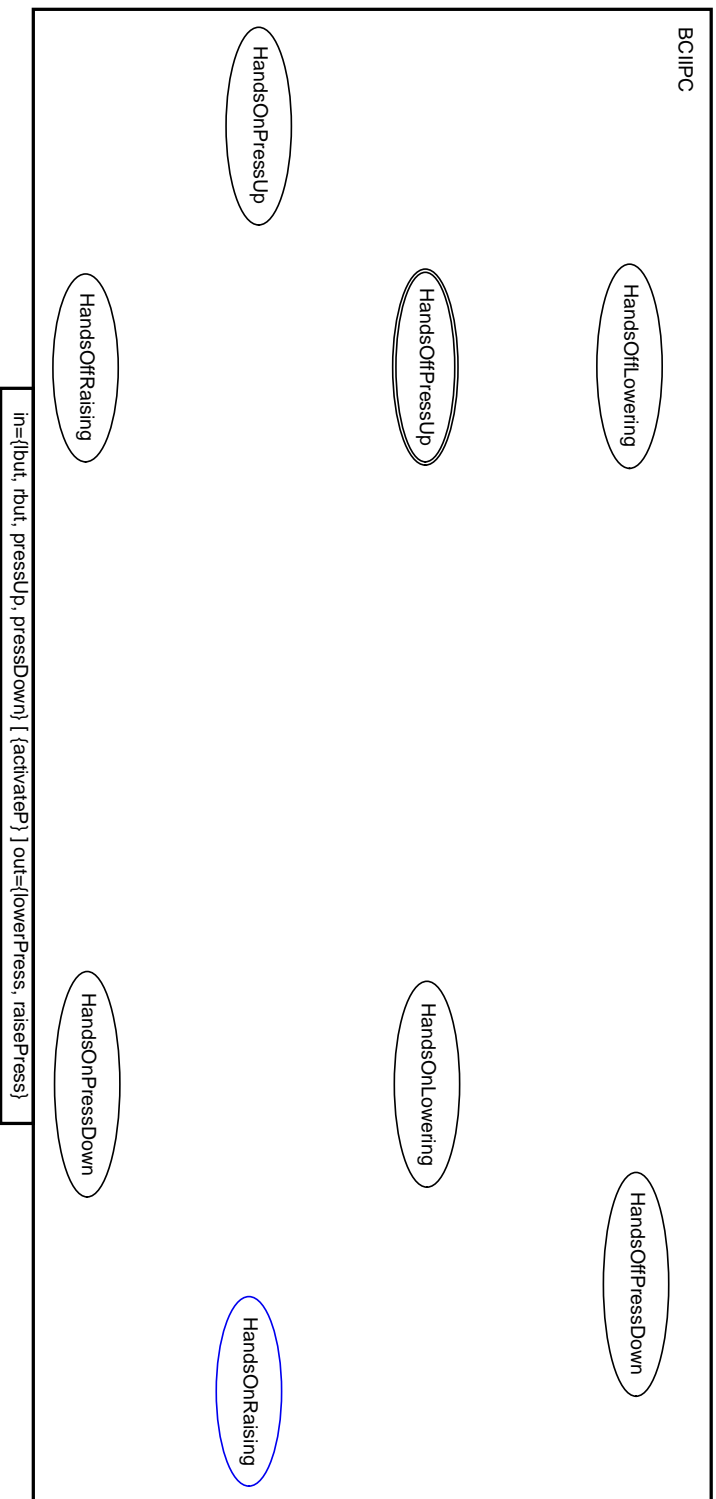 BCIIPC
HandsOffLowering
HandsOffPressDown
HandsOffPressUp
HandsOnLowering
HandsOnPressUp
HandsOnRaising
HandsOffRaising
HandsOnPressDown
in={lbut, rbut, pressUp, pressDown} [ {activateP} ] out={lowerPress, raisePress}